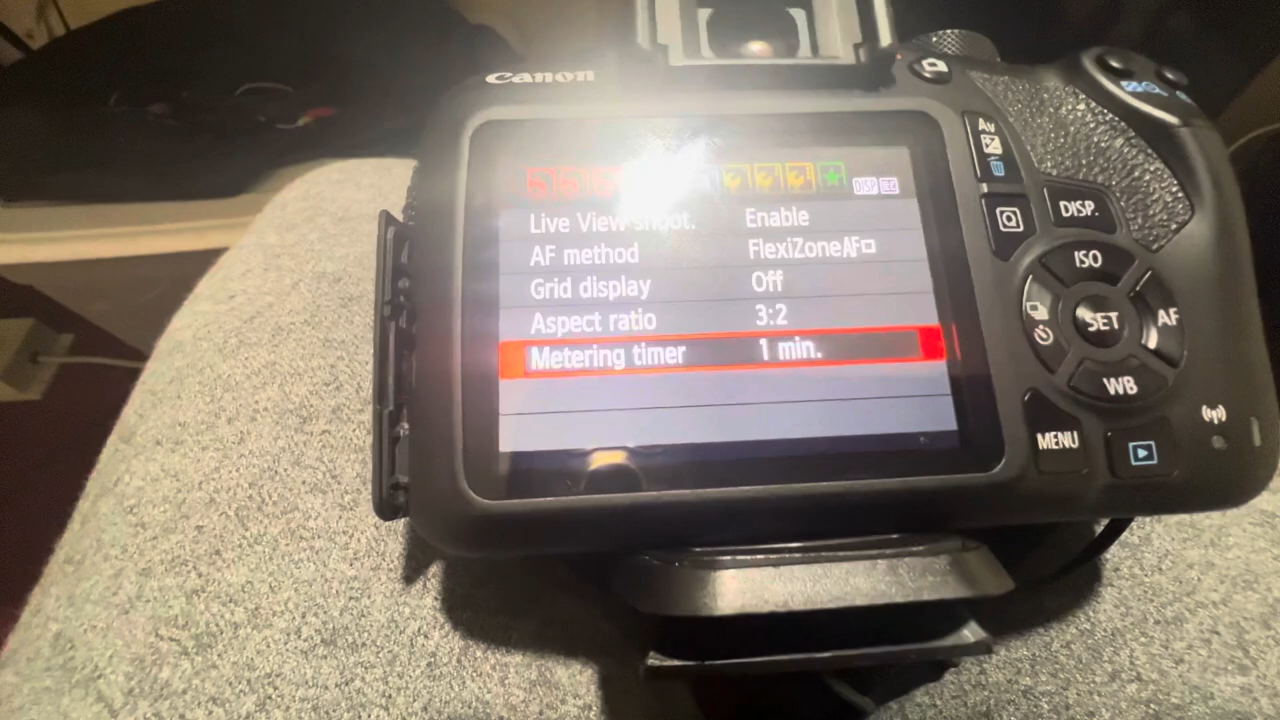 Canon
DISP
Live View shoot. Enable
AF method FlexiZoneAF
Grid display Off
Aspect ratio 3:2
Metering timer 1 min.
Av
Q
DISP.
ISO
SET
AF
WB
MENU